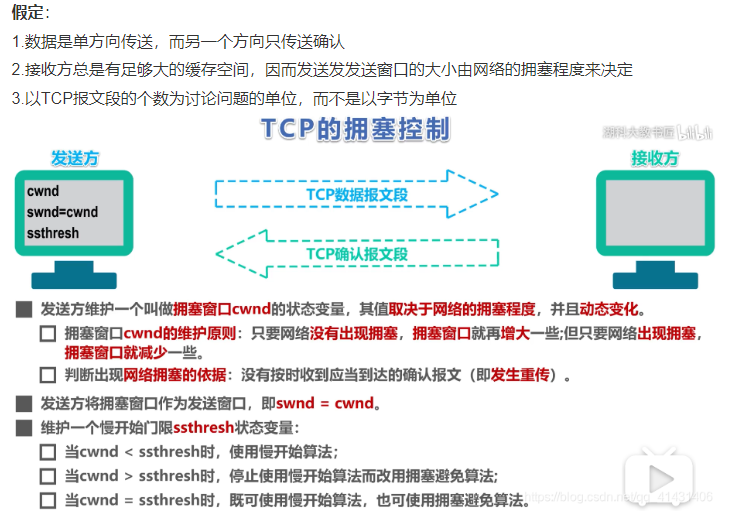 假定：
1.数据是单方向传送，而另一个方向只传送确认
2.接收方总是有足够大的缓存空间，因而发送发发送窗口的大小由网络的拥塞程度来决定
3.以TCP报文段的个数为讨论问题的单位，而不是以字节为单位
TCP的拥塞控制
湖科大教书匠 bilibili
发送方
接收方
cwnd
swnd=cwnd
ssthresh
TCP数据报文段
TCP确认报文段
发送方维护一个叫做拥塞窗口cwnd的状态变量，其值取决于网络的拥塞程度，并且动态变化。
拥塞窗口cwnd的维护原则：只要网络没有出现拥塞，拥塞窗口就再增大一些;但只要网络出现拥塞，
拥塞窗口就减少一些。
判断出现网络拥塞的依据：没有按时收到应当到达的确认报文（即发生重传）。
发送方将拥塞窗口作为发送窗口，即swnd = cwnd。
维护一个慢开始门限ssthresh状态变量：
当cwnd < ssthresh时，使用慢开始算法；
当cwnd > ssthresh时，停止使用慢开始算法而改用拥塞避免算法；
当cwnd = ssthresh时，既可使用慢开始算法，也可使用拥塞避免算法。
https://blog.csdn.net/qq_41431406